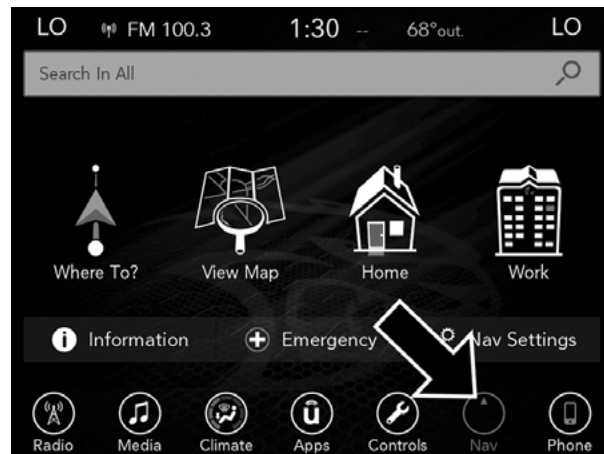 LO FM 100.3 1:30 -- 68°out. LO
Search In All
Where To? View Map Home Work
i Information Emergency Nav Settings
û
Radio Media Climate Apps Controls Nav Phone